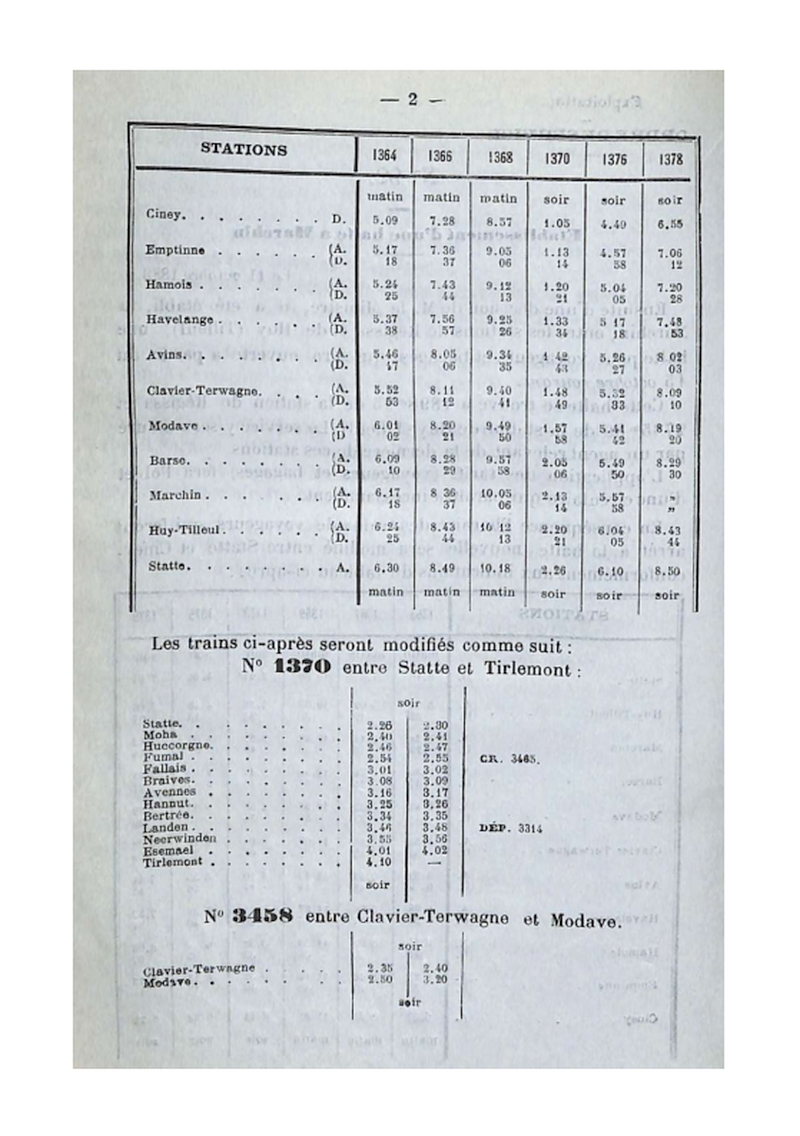 — 2 —
STATIONS 1364 1366 1368 1370 1376 1378
matin matin matin soir soir soir
Ciney. . . . . . . . D. 5.09 7.28 8.57 1.05 4.49 6.55
Emptinne . . . . . (A. 5.17 7.36 9.05 1.13 4.57 7.06
(D. 18 37 06 14 58 12
Hamois . . . . . . (A. 5.24 7.43 9.12 1.20 5.04 7.20
(D. 25 44 13 21 05 28
Havelange . . . . . (A. 5.37 7.56 9.25 1.33 5 17 7.48
(D. 38 57 26 34 18 53
Avins. . . . . . . (A. 5.46 8.05 9.34 1 42 5.26 8 02
(D. 47 06 35 43 27 03
Clavier-Terwagne. . . . (A. 5.52 8.11 9.40 1.48 5.32 8.09
(D. 53 12 41 49 33 10
Modave . . . . . . (A. 6.01 8.20 9.49 1.57 5.41 8.19
(D 02 21 50 58 42 20
Barse. . . . . . . (A. 6.09 8.28 9.57 2.05 5.49 8.29
(D. 10 29 58 06 50 30
Marchin . . . . . (A. 6.17 8 36 10.05 2.13 5.57 »
(D. 18 37 06 14 58 »
Huy-Tilleul. . . . . (A. 6.24 8.43 10 12 2.20 6.04 8.43
(D. 25 44 13 21 05 44
Statte. . . . . . . . A. 6.30 8.49 10.18 2.26 6.10 8.50
matin matin matin soir soir soir
Les trains ci-après seront modifiés comme suit :
N° 1370 entre Statte et Tirlemont :
soir
Statte. . . . . . . . . 2.26 2.30
Moha . . . . . . . . 2.40 2.41
Huccorgne. . . . . . . 2.46 2.47
Fumal . . . . . . . . 2.54 2.55 CR. 3465.
Fallais . . . . . . . . 3.01 3.02
Braives. . . . . . . . 3 08 3.09
Avennes . . . . . . . 3.16 3.17
Hannut. . . . . . . . 3.25 3,26
Bertrée. . . . . . . . 3.34 3.35
Landen . . . . . . . . 3.46 3.48 DÉP. 3314
Neerwinden . . . . . . 3.55 3,56
Esemael . . . . . . . 4.01 4.02
Tirlemont . . . . . . . 4.10 —
soir
N° 3458 entre Clavier-Terwagne et Modave.
soir
Clavier-Terwagne . . . . . 2.35 2.40
Modave. . . . . . . . 2.50 3.20
soir